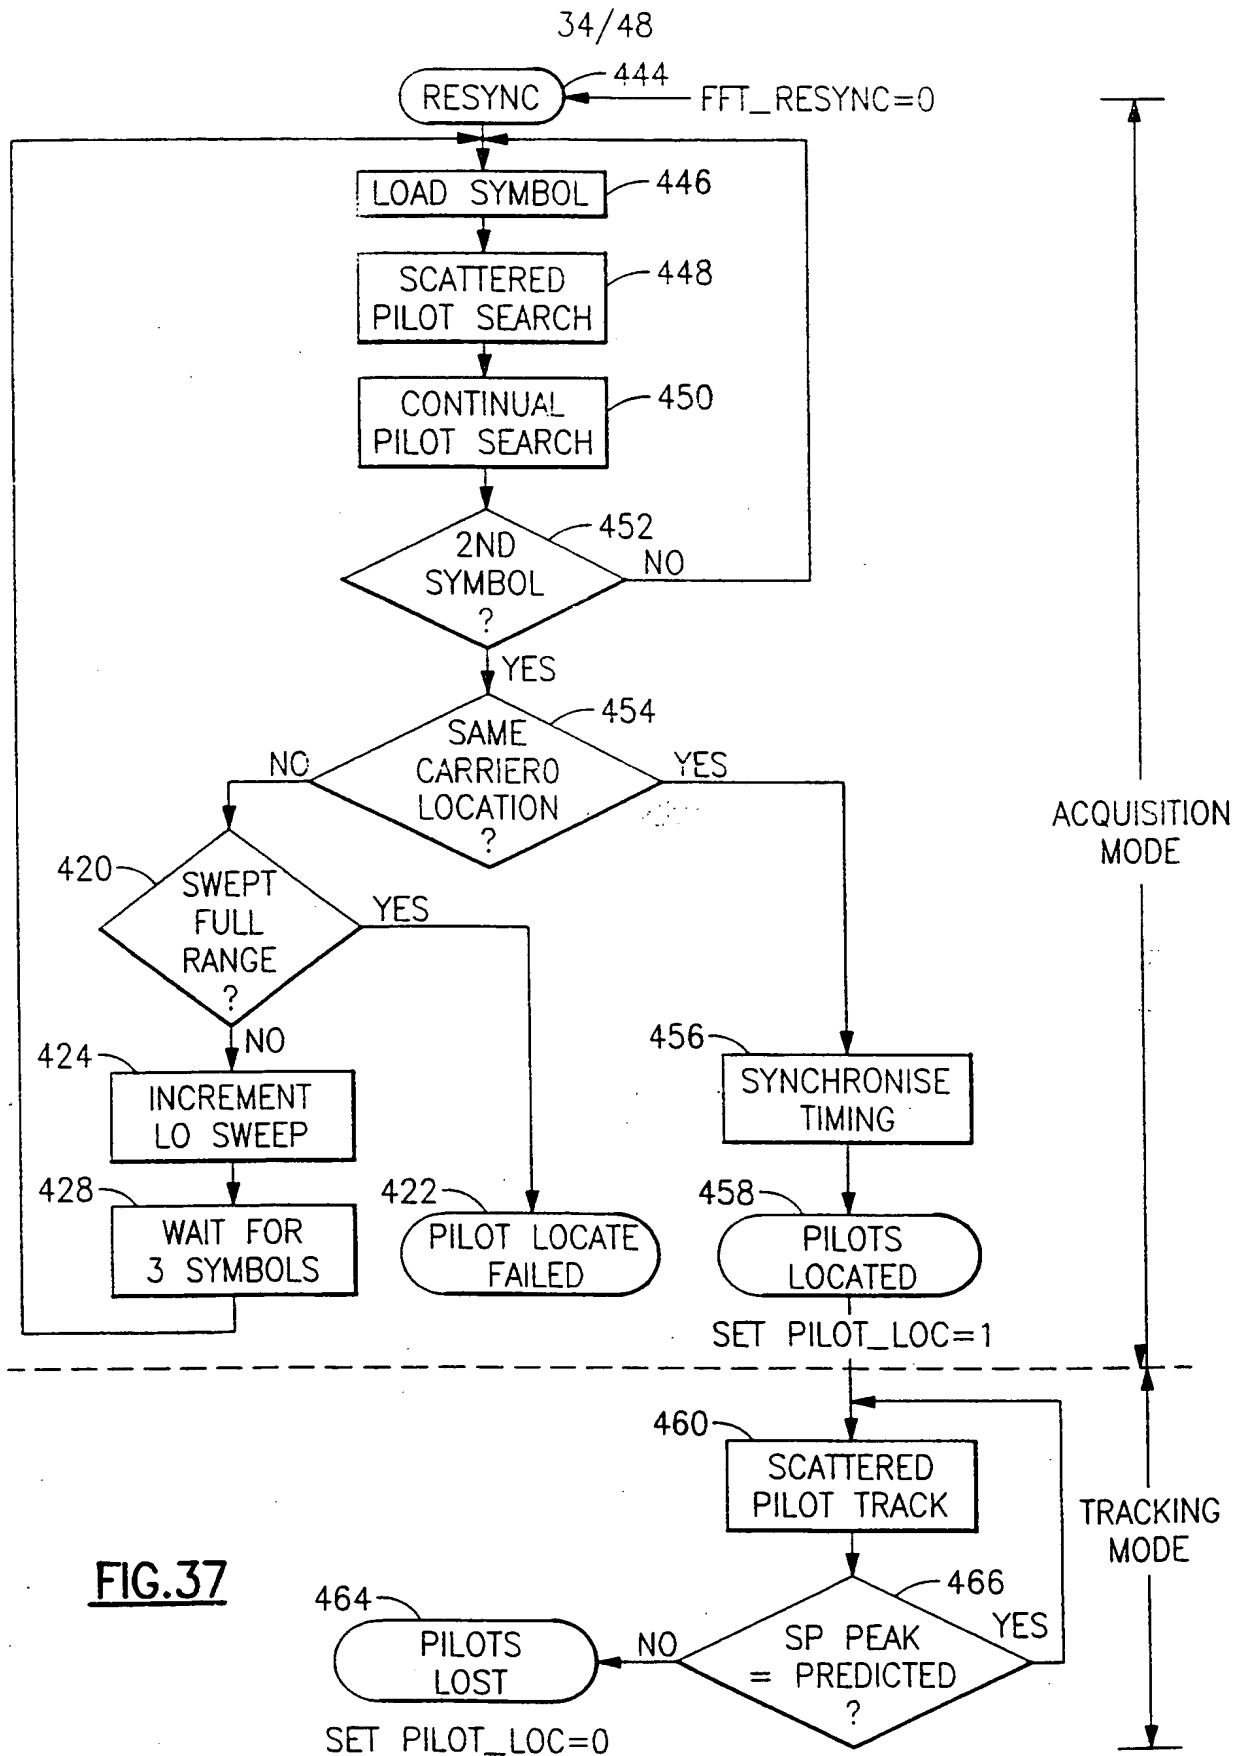 34/48
RESYNC
444
FFT_RESYNC=0
LOAD SYMBOL
446
SCATTERED
PILOT SEARCH
448
CONTINUAL
PILOT SEARCH
450
2ND
SYMBOL
?
452
NO
YES
SAME
CARRIERO
LOCATION
?
454
NO
YES
ACQUISITION
MODE
420
SWEPT
FULL
RANGE
?
YES
NO
424
INCREMENT
LO SWEEP
456
SYNCHRONISE
TIMING
428
WAIT FOR
3 SYMBOLS
422
PILOT LOCATE
FAILED
458
PILOTS
LOCATED
SET PILOT_LOC=1
460
SCATTERED
PILOT TRACK
TRACKING
MODE
FIG.37
464
PILOTS
LOST
NO
466
SP PEAK
= PREDICTED
?
YES
SET PILOT_LOC=0